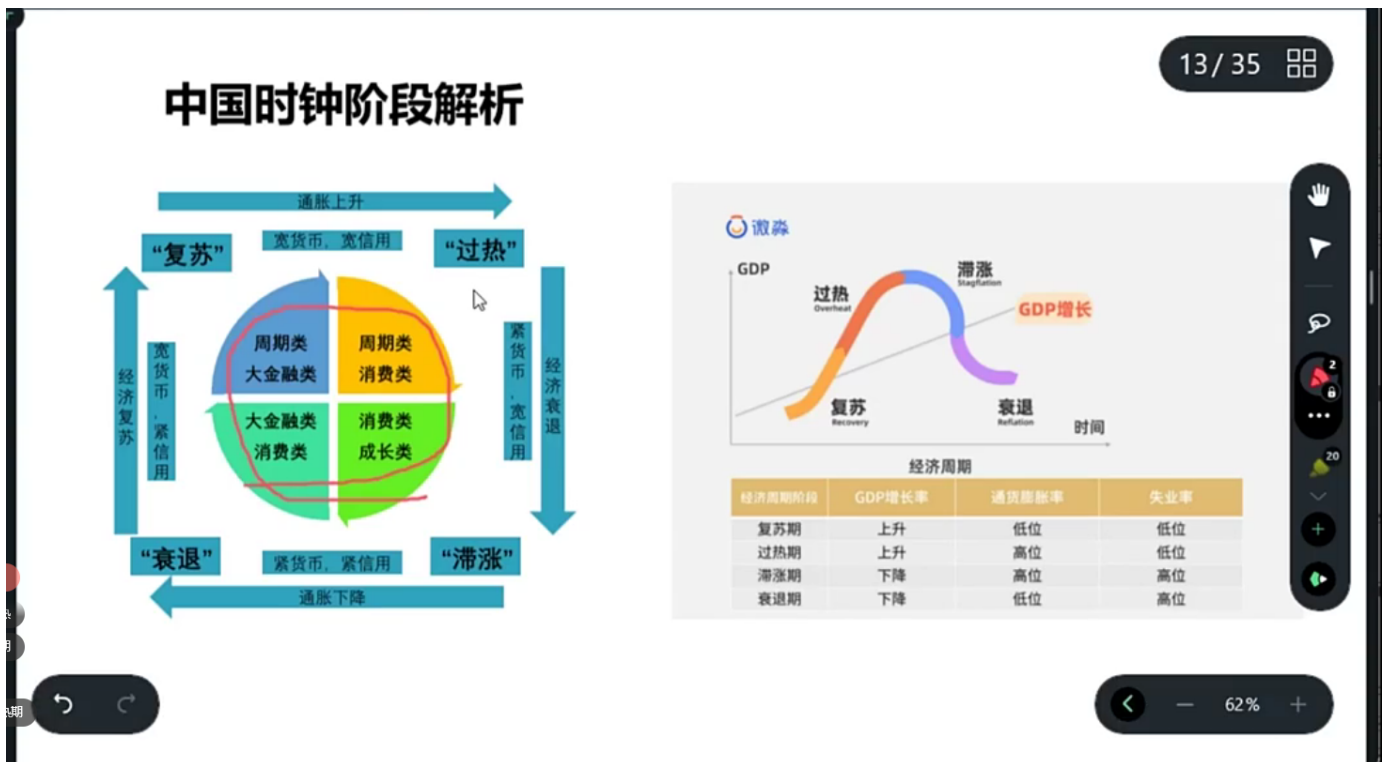 13/ 35
中国时钟阶段解析
通胀上升
“复苏”
宽货币，宽信用
“过热”
经济复苏
宽货币，紧信用
周期类
大金融类
周期类
消费类
大金融类
消费类
消费类
成长类
紧货币，宽信用
经济衰退
“衰退”
紧货币，紧信用
“滞涨”
通胀下降
微淼
GDP
过热
Overheat
滞涨
Stagflation
GDP增长
复苏
Recovery
衰退
Reflation
时间
经济周期
经济周期阶段 GDP增长率 通货膨胀率 失业率
复苏期 上升 低位 低位
过热期 上升 高位 低位
滞涨期 下降 高位 高位
衰退期 下降 低位 高位
2
20
62%